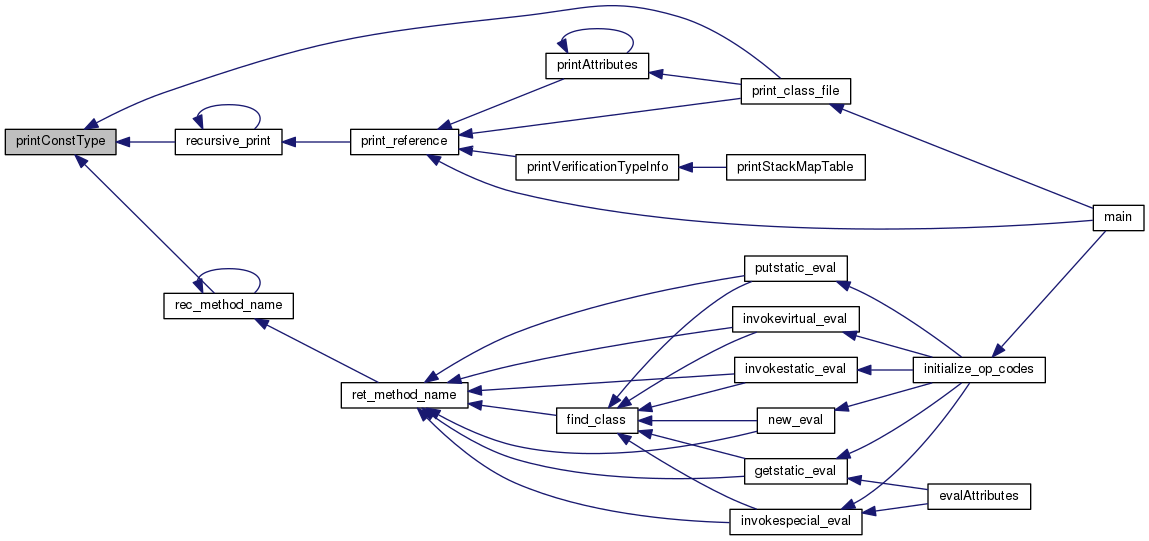 printAttributes
print_class_file
printConstType
recursive_print
print_reference
printVerificationTypeInfo
printStackMapTable
main
putstatic_eval
rec_method_name
invokevirtual_eval
invokestatic_eval
initialize_op_codes
ret_method_name
find_class
new_eval
getstatic_eval
evalAttributes
invokespecial_eval